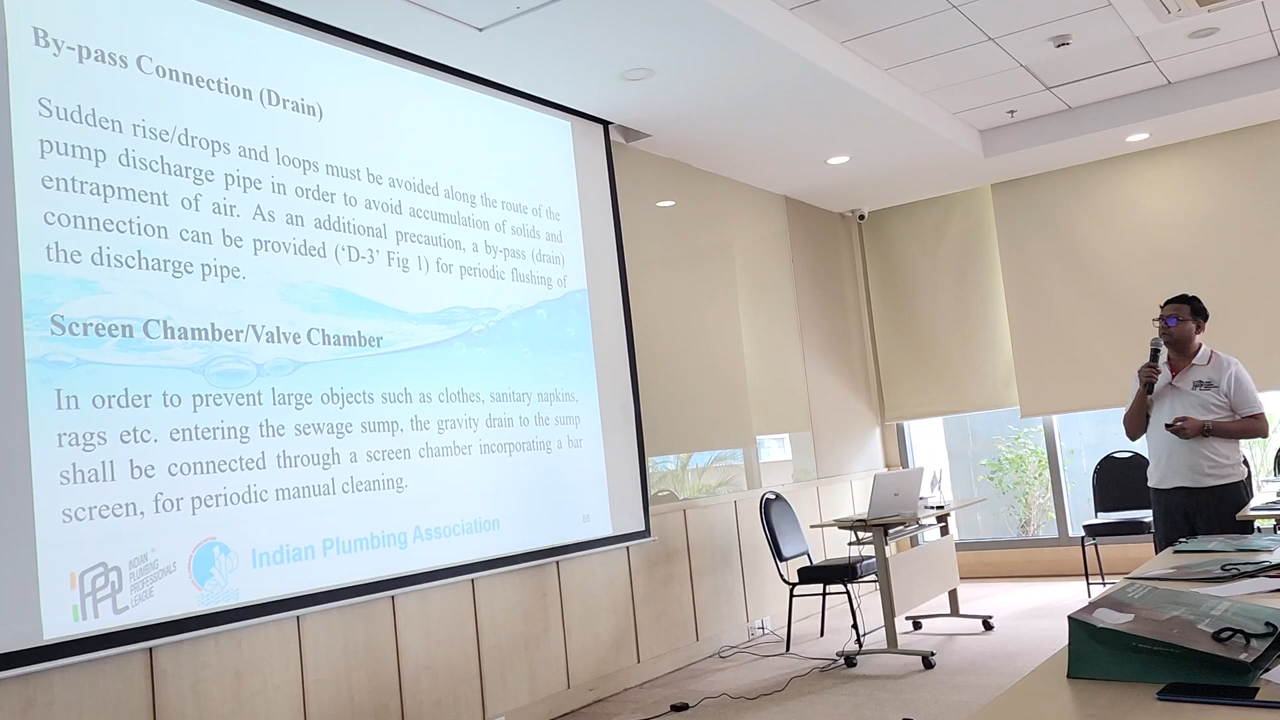 By-pass Connection (Drain)
Sudden rise/drops and loops must be avoided along the route of the
pump discharge pipe in order to avoid accumulation of solids and
entrapment of air. As an additional precaution, a by-pass (drain)
connection can be provided (‘D-3’ Fig 1) for periodic flushing of
the discharge pipe.
Screen Chamber/Valve Chamber
In order to prevent large objects such as clothes, sanitary napkins,
rags etc. entering the sewage sump, the gravity drain to the sump
shall be connected through a screen chamber incorporating a bar
screen, for periodic manual cleaning.
INDIAN
PLUMBING
PROFESSIONALS
LEAGUE
Indian Plumbing Association